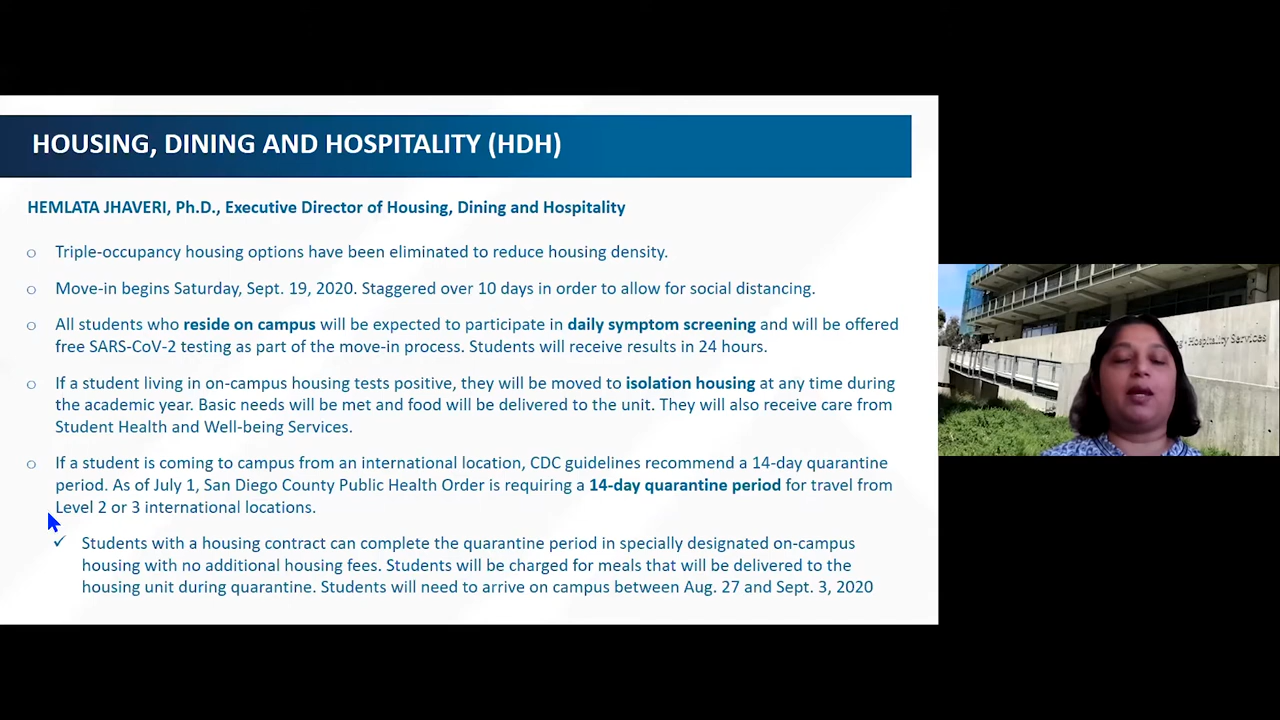 HOUSING, DINING AND HOSPITALITY (HDH)
HEMLATA JHAVERI, Ph.D., Executive Director of Housing, Dining and Hospitality
○ Triple-occupancy housing options have been eliminated to reduce housing density.
○ Move-in begins Saturday, Sept. 19, 2020. Staggered over 10 days in order to allow for social distancing.
○ All students who reside on campus will be expected to participate in daily symptom screening and will be offered
free SARS-CoV-2 testing as part of the move-in process. Students will receive results in 24 hours.
○ If a student living in on-campus housing tests positive, they will be moved to isolation housing at any time during
the academic year. Basic needs will be met and food will be delivered to the unit. They will also receive care from
Student Health and Well-being Services.
○ If a student is coming to campus from an international location, CDC guidelines recommend a 14-day quarantine
period. As of July 1, San Diego County Public Health Order is requiring a 14-day quarantine period for travel from
Level 2 or 3 international locations.
✓ Students with a housing contract can complete the quarantine period in specially designated on-campus
housing with no additional housing fees. Students will be charged for meals that will be delivered to the
housing unit during quarantine. Students will need to arrive on campus between Aug. 27 and Sept. 3, 2020
Hospitality Services